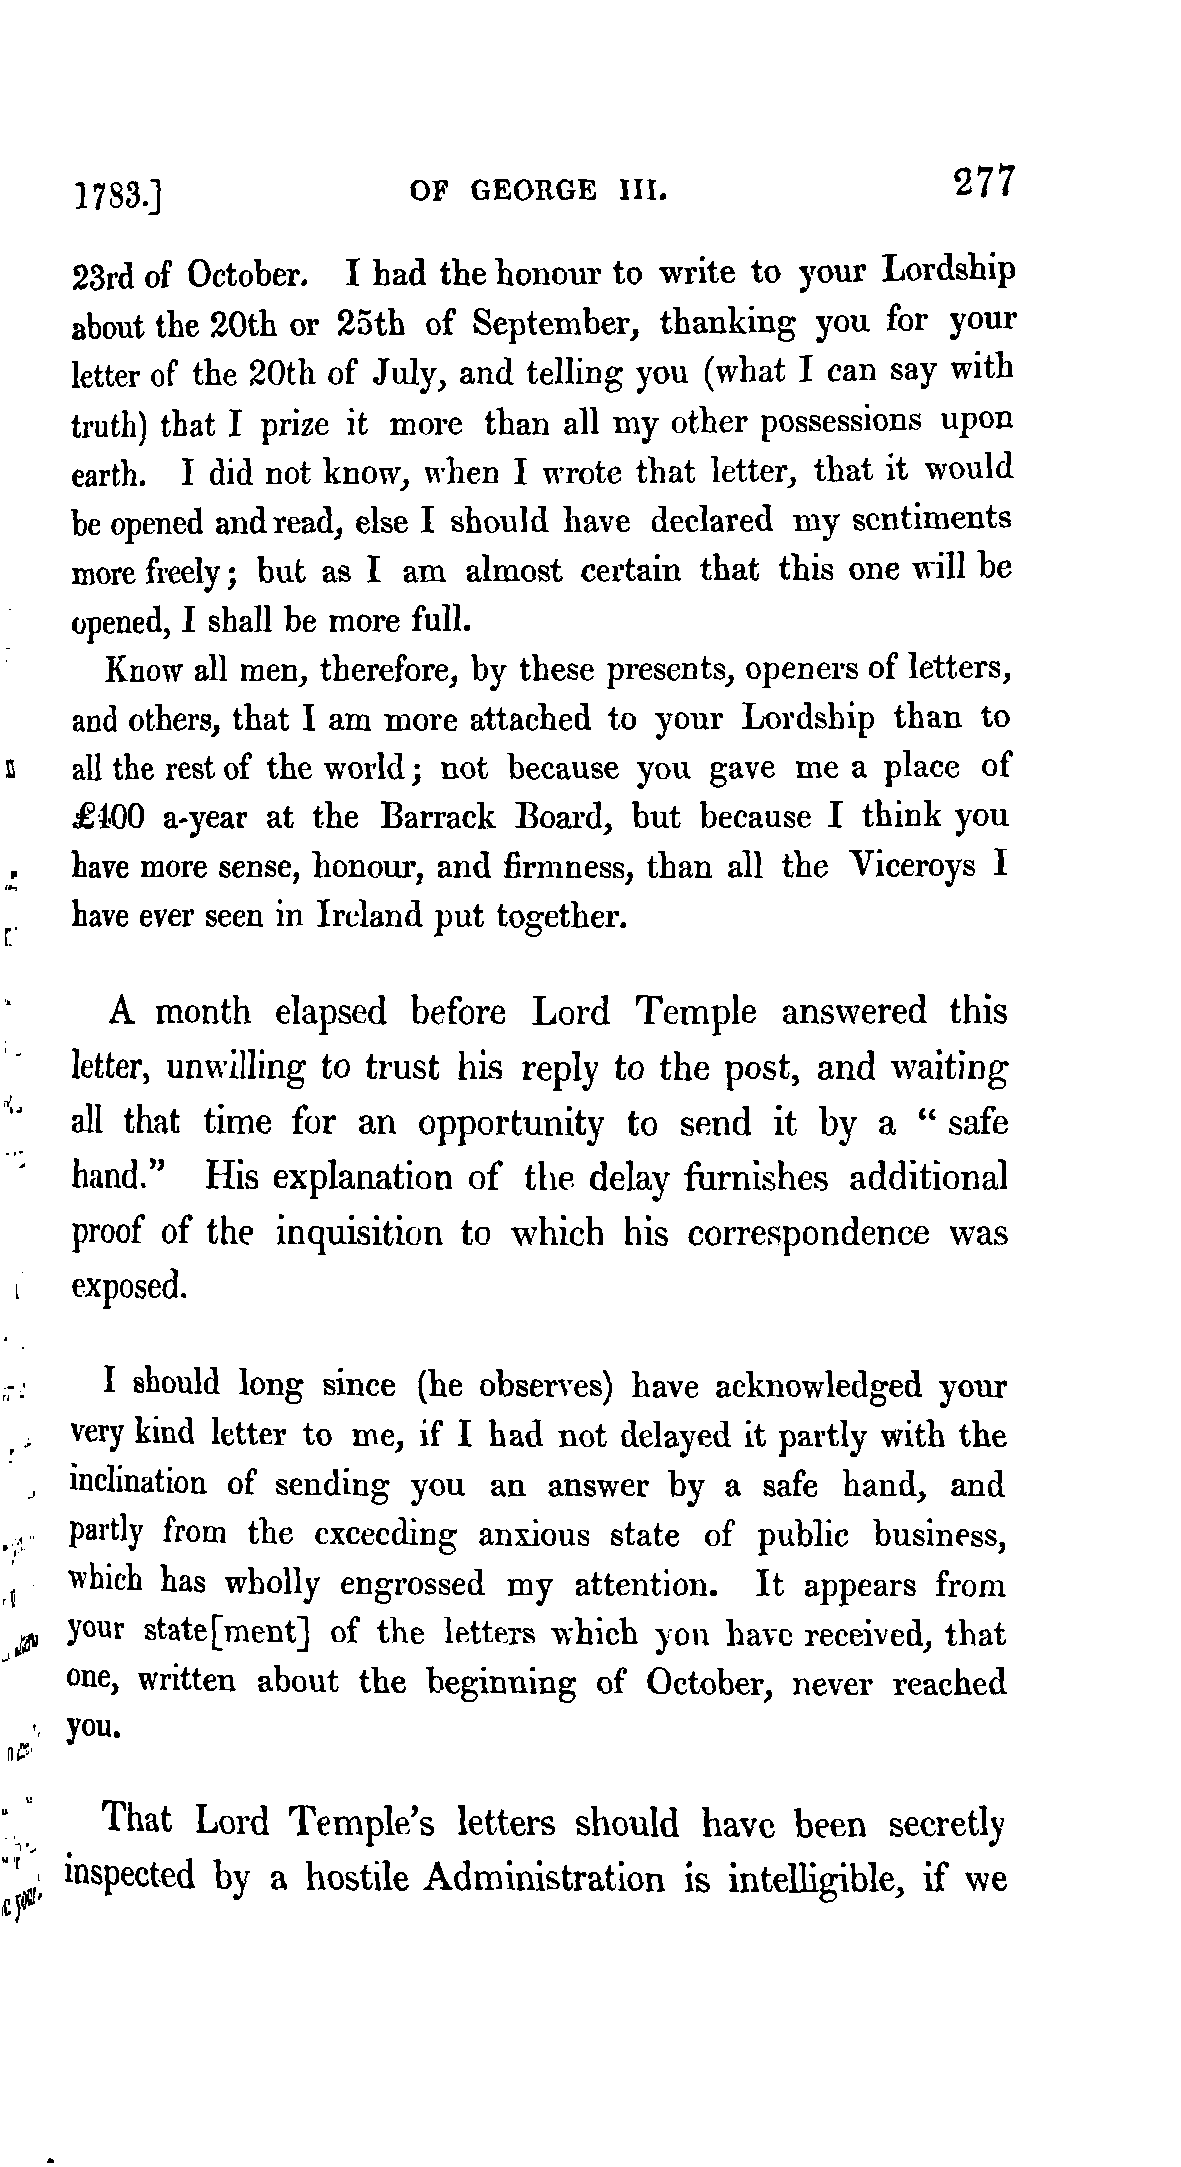 1783.] OF GEORGE III. 277
23rd of October. I had the honour to write to your Lordship
about the 20th or 25th of September, thanking you for your
letter of the 20th of July, and telling you (what I can say with
truth) that I prize it more than all my other possessions upon
earth. I did not know, when I wrote that letter, that it would
be opened and read, else I should have declared my sentiments
more freely; but as I am almost certain that this one will be
opened, I shall be more full.
Know all men, therefore, by these presents, openers of letters,
and others, that I am more attached to your Lordship than to
all the rest of the world; not because you gave me a place of
£400 a-year at the Barrack Board, but because I think you
have more sense, honour, and firmness, than all the Viceroys I
have ever seen in Ireland put together.
A month elapsed before Lord Temple answered this
letter, unwilling to trust his reply to the post, and waiting
all that time for an opportunity to send it by a “ safe
hand.” His explanation of the delay furnishes additional
proof of the inquisition to which his correspondence was
exposed.
I should long since (he observes) have acknowledged your
very kind letter to me, if I had not delayed it partly with the
inclination of sending you an answer by a safe hand, and
partly from the exceeding anxious state of public business,
which has wholly engrossed my attention. It appears from
your state[ment] of the letters which you have received, that
one, written about the beginning of October, never reached
you.
That Lord Temple’s letters should have been secretly
inspected by a hostile Administration is intelligible, if we